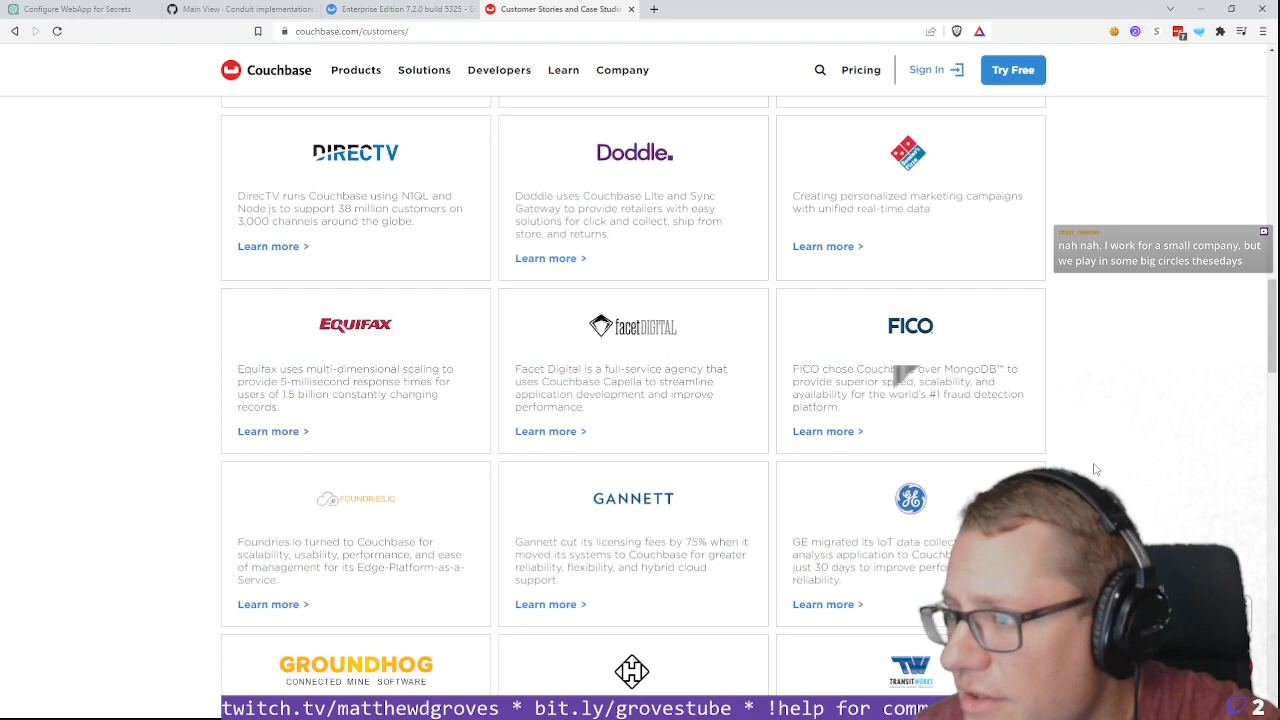 Configure WebApp for Secrets
Main View - Conduit implementation
Enterprise Edition 7.2.0 build 5325 - E
Customer Stories and Case Studie
couchbase.com/customers/
7
Couchbase
Products
Solutions
Developers
Learn
Company
Pricing
Sign In
Try Free
DIRECTV
DirecTV runs Couchbase using N1QL and
Node.js to support 38 million customers on
3,000 channels around the globe.
Learn more >
Doddle.
Doddle uses Couchbase Lite and Sync
Gateway to provide retailers with easy
solutions for click and collect, ship from
store, and returns.
Learn more >
Creating personalized marketing campaigns
with unified real-time data
Learn more >
nah nah. I work for a small company, but
we play in some big circles thesedays
EQUIFAX
Equifax uses multi-dimensional scaling to
provide 5-millisecond response times for
users of 1.5 billion constantly changing
records.
Learn more >
facetDIGITAL
Facet Digital is a full-service agency that
uses Couchbase Capella to streamline
application development and improve
performance.
Learn more >
FICO
FICO chose Couchbase over MongoDB™ to
provide superior speed, scalability, and
availability for the world's #1 fraud detection
platform.
Learn more >
FOUNDRIES.IO
Foundries.io turned to Couchbase for
scalability, usability, performance, and ease
of management for its Edge-Platform-as-a-
Service.
Learn more >
GANNETT
Gannett cut its licensing fees by 75% when it
moved its systems to Couchbase for greater
reliability, flexibility, and hybrid cloud
support.
Learn more >
GE
GE migrated its IoT data collec
analysis application to Couchb
just 30 days to improve perfo
reliability.
Learn more >
GROUNDHOG
CONNECTED MINE SOFTWARE
H
TW
TRANSITWORKS
twitch.tv/matthewdgroves * bit.ly/grovestube * !help for comm
2